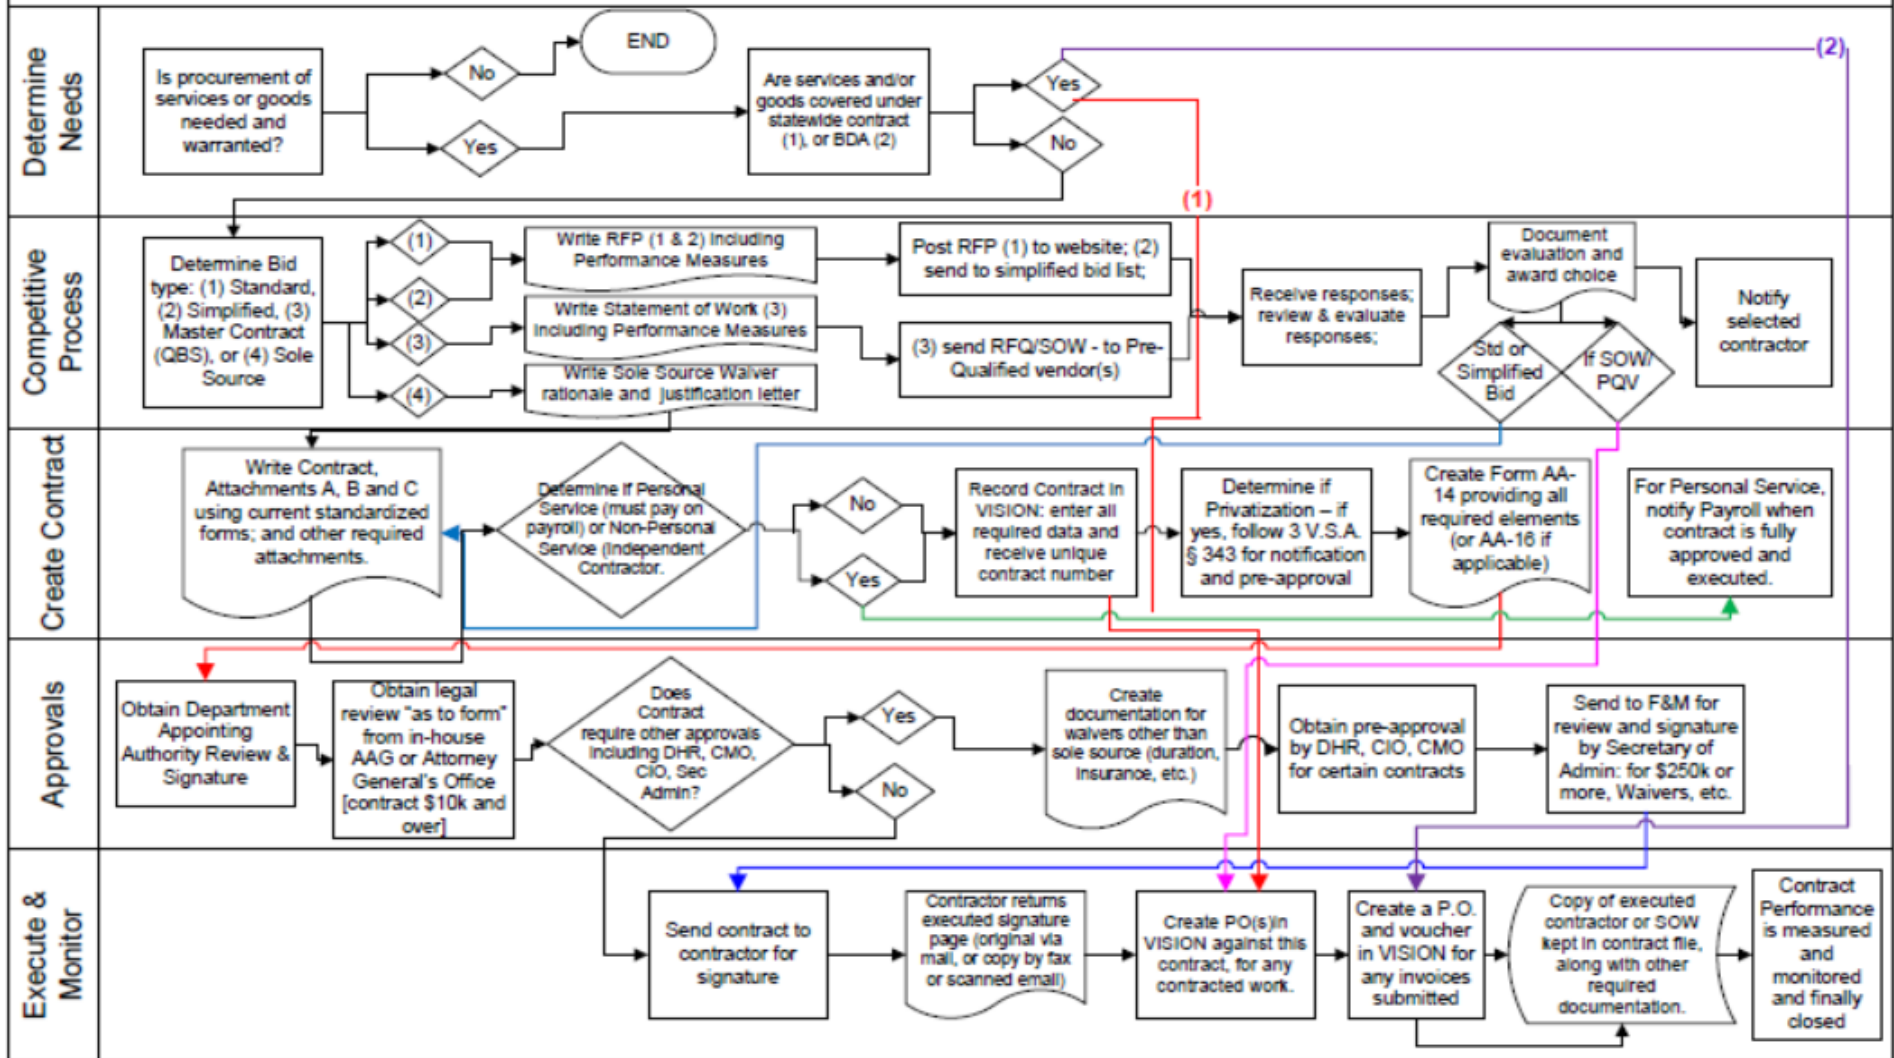 Determine
Needs
Is procurement of
services or goods
needed and
warranted?
No
Yes
END
Are services and/or
goods covered under
statewide contract
(1), or BDA (2)
Yes
No
(2)
(1)
Competitive
Process
Determine Bid
type: (1) Standard,
(2) Simplified, (3)
Master Contract
(QBS), or (4) Sole
Source
(1)
(2)
(3)
(4)
Write RFP (1 & 2) Including
Performance Measures
Write Statement of Work (3)
Including Performance Measures
Write Sole Source Waiver
rationale and justification letter
Post RFP (1) to website; (2)
send to simplified bid list;
(3) send RFQ/SOW - to Pre-
Qualified vendor(s)
Receive responses;
review & evaluate
responses;
Document
evaluation and
award choice
Std or
Simplified
Bid
If SOW/
PQV
Notify
selected
contractor
Create Contract
Write Contract,
Attachments A, B and C
using current standardized
forms; and other required
attachments.
Determine If Personal
Service (must pay on
payroll) or Non-Personal
Service (Independent
Contractor.
No
Yes
Record Contract In
VISION: enter all
required data and
receive unique
contract number
Determine if
Privatization – if
yes, follow 3 V.S.A.
§ 343 for notification
and pre-approval
Create Form AA-
14 providing all
required elements
(or AA-16 if
applicable)
For Personal Service,
notify Payroll when
contract is fully
approved and
executed.
Approvals
Obtain Department
Appointing
Authority Review &
Signature
Obtain legal
review "as to form"
from in-house
AAG or Attorney
General's Office
[contract $10k and
over]
Does
Contract
require other approvals
Including DHR, CMO,
CIO, Sec
Admin?
Yes
No
Create
documentation for
waivers other than
sole source (duration,
Insurance, etc.)
Obtain pre-approval
by DHR, CIO, CMO
for certain contracts
Send to F&M for
review and signature
by Secretary of
Admin: for $250k or
more, Waivers, etc.
Execute &
Monitor
Send contract to
contractor for
signature
Contractor returns
executed signature
page (original via
mail, or copy by fax
or scanned email)
Create PO(s)in
VISION against this
contract, for any
contracted work.
Create a P.O.
and voucher
in VISION for
any invoices
submitted
Copy of executed
contractor or SOW
kept in contract file,
along with other
required
documentation.
Contract
Performance
is measured
and
monitored
and finally
closed